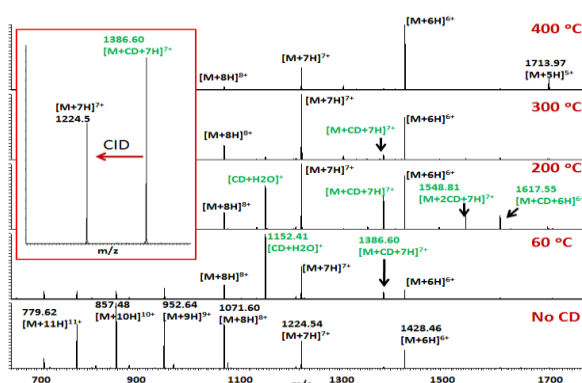 1386.60
[M+CD+7H]⁷⁺
[M+7H]⁷⁺
1224.5
CID
m/z
400 ºC
[M+6H]⁶⁺
[M+7H]⁷⁺
[M+8H]⁸⁺
1713.97
[M+5H]⁵⁺
300 ºC
[M+7H]⁷⁺
[M+8H]⁸⁺
[M+CD+7H]⁷⁺
[M+6H]⁶⁺
200 ºC
[CD+H2O]⁺
[M+7H]⁷⁺
[M+8H]⁸⁺
[M+CD+7H]⁷⁺
[M+6H]⁶⁺
1548.81
[M+2CD+7H]⁷⁺
1617.55
[M+CD+6H]⁶⁺
60 ºC
1152.41
[CD+H2O]⁺
[M+8H]⁸⁺
[M+7H]⁷⁺
1386.60
[M+CD+7H]⁷⁺
[M+6H]⁶⁺
No CD
779.62
[M+11H]¹¹⁺
857.48
[M+10H]¹⁰⁺
952.64
[M+9H]⁹⁺
1071.60
[M+8H]⁸⁺
1224.54
[M+7H]⁷⁺
1428.46
[M+6H]⁶⁺
700 900 1100 1300 1500 1700